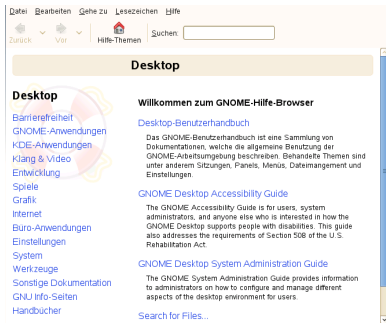 Datei Bearbeiten Gehe zu Lesezeichen Hilfe
Zurück Vor Hilfe-Themen Suchen:
Desktop
Desktop
Barrierefreiheit
GNOME-Anwendungen
KDE-Anwendungen
Klang & Video
Entwicklung
Spiele
Grafik
Internet
Büro-Anwendungen
Einstellungen
System
Werkzeuge
Sonstige Dokumentation
GNU Info-Seiten
Handbücher
Willkommen zum GNOME-Hilfe-Browser
Desktop-Benutzerhandbuch
Das GNOME-Benutzerhandbuch ist eine Sammlung von
Dokumentationen, welche die allgemeine Benutzung der
GNOME-Arbeitsumgebung beschreiben. Behandelte Themen sind
unter anderem Sitzungen, Panels, Menüs, Dateimangement und
Einstellungen.
GNOME Desktop Accessibility Guide
The GNOME Accessibility Guide is for users, system
administrators, and anyone else who is interested in how the
GNOME Desktop supports people with disabilities. This guide
also addresses the requirements of Section 508 of the U.S.
Rehabilitation Act.
GNOME Desktop System Administration Guide
The GNOME System Administration Guide provides information
to administrators on how to configure and manage different
aspects of the desktop environment for users.
Search for Files...